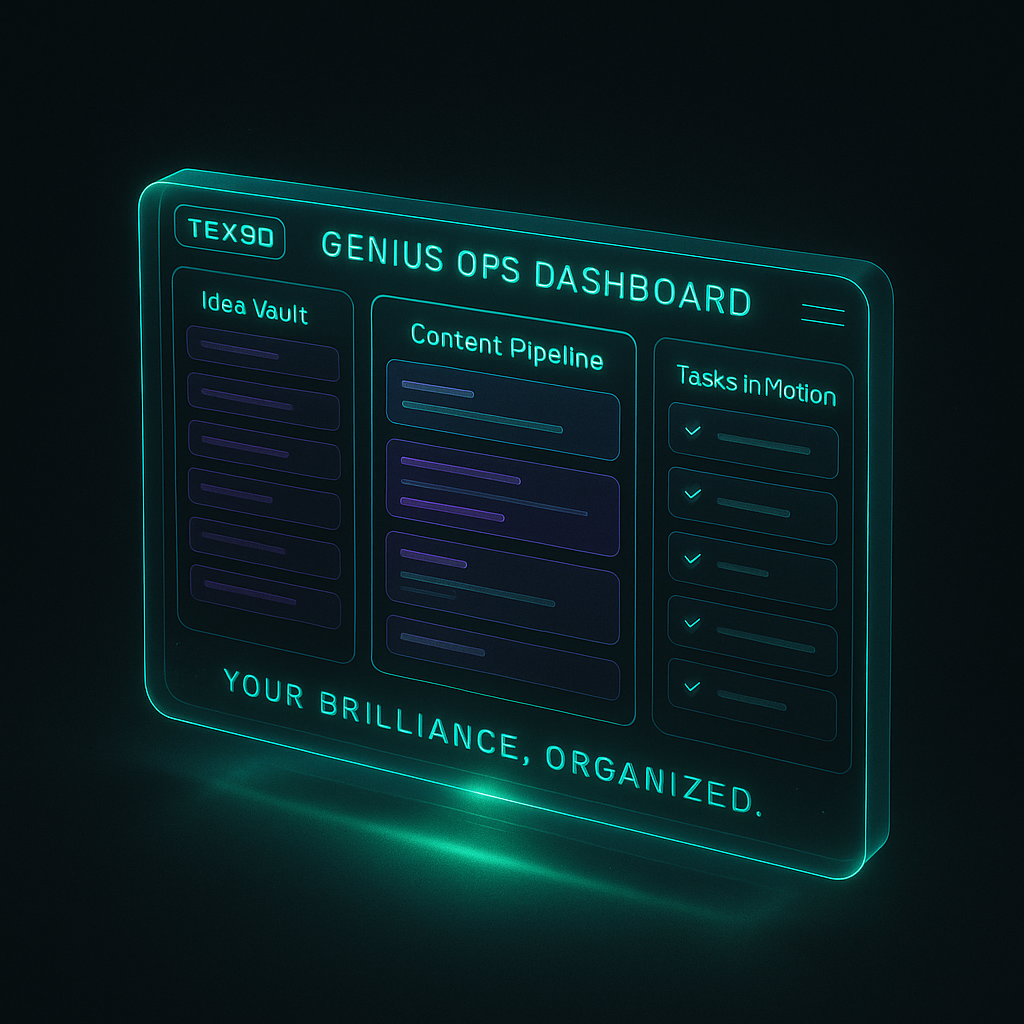 TEX9D
GENIUS OPS DASHBOARD
Idea Vault
Content Pipeline
Tasks in Motion
YOUR BRILLIANCE, ORGANIZED.